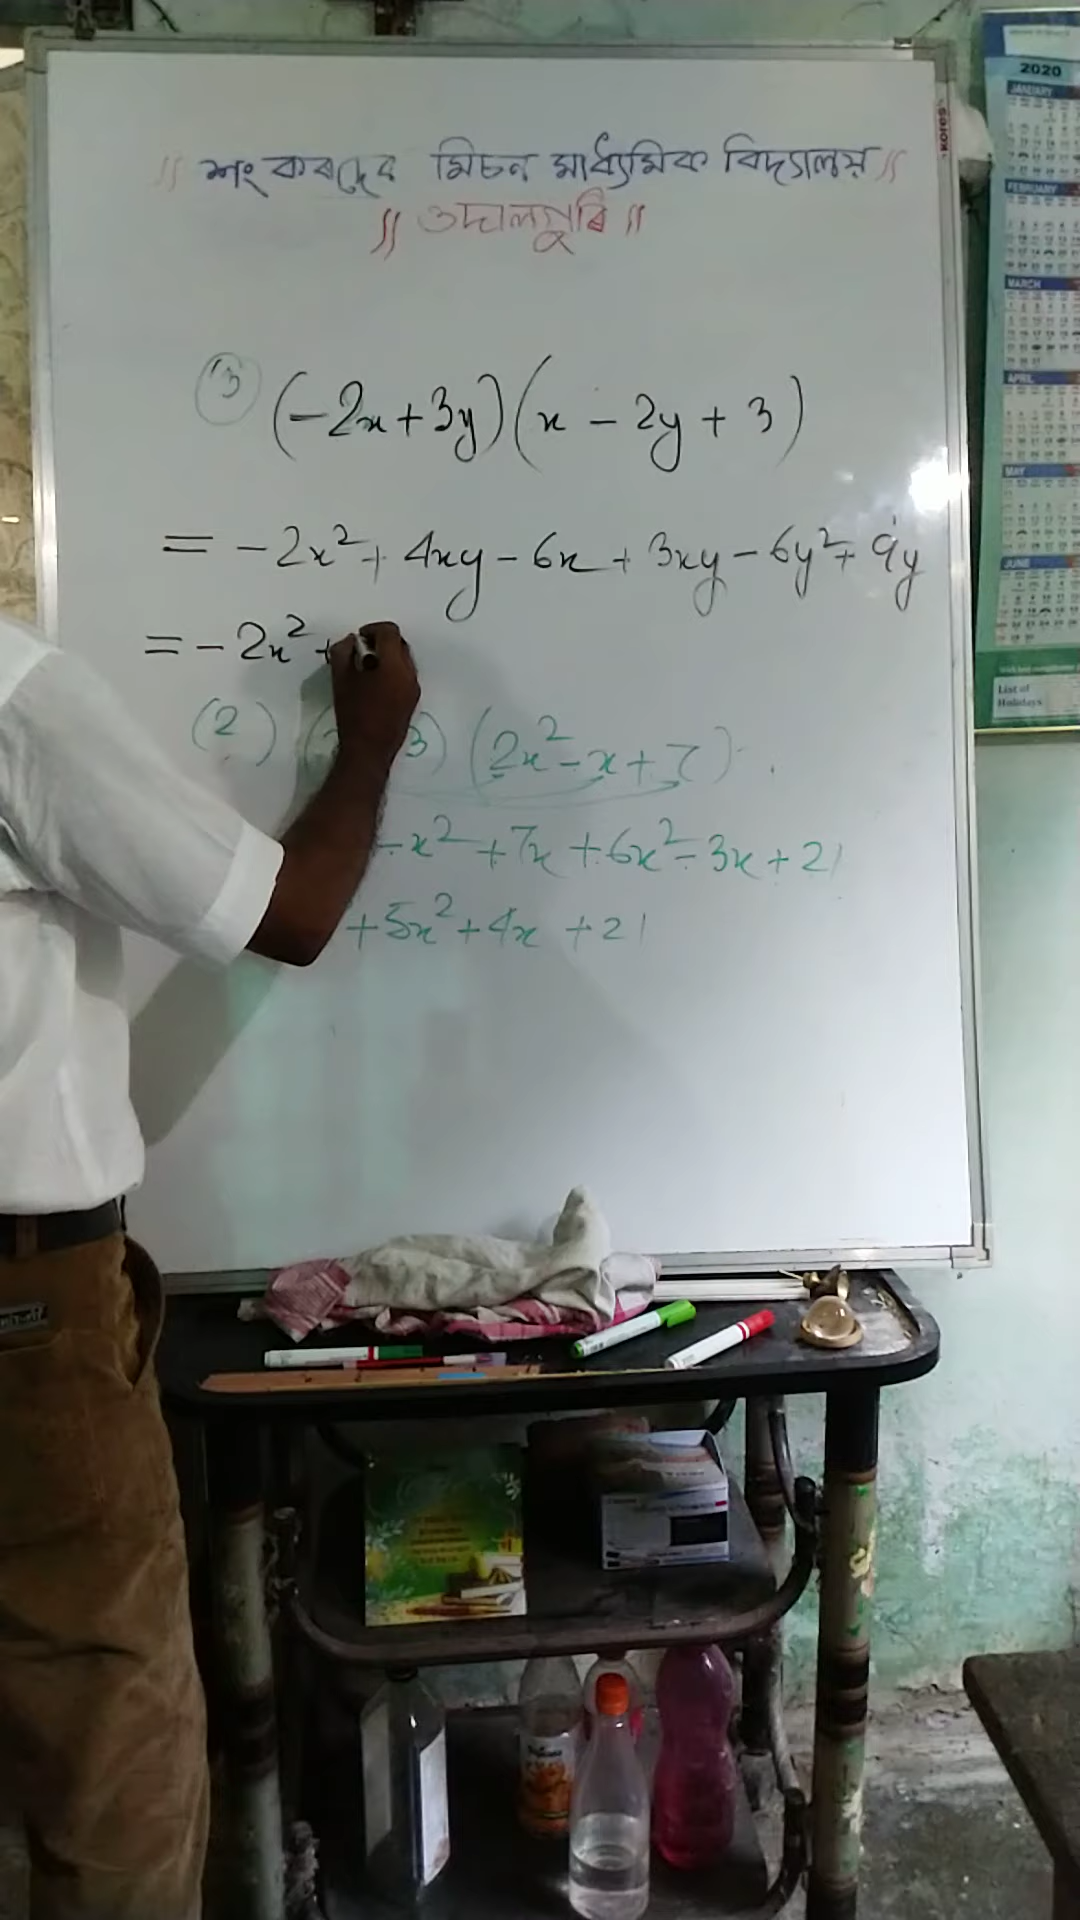 // শংকৰদেব মিচন মাধ্যমিক বিদ্যালয় //
// ওদালগুৰি //
(3) (-2x+3y)(x-2y+3)
= -2x²+4xy-6x+3xy-6y²+9y
= -2x²+
(2) 3) (2x²-x+7)
-x²+7x+6x²-3x+21
+5x²+4x+21
Kores
2020
JANUARY
FEBRUARY
MARCH
APRIL
MAY
JUNE
List of
Holidays